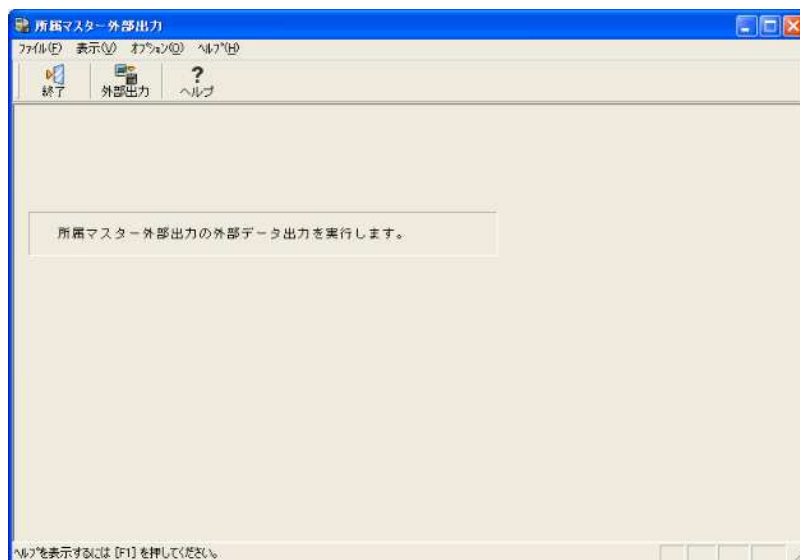 所属マスター外部出力
ﾌｧｲﾙ(F) 表示(V) ｵﾌﾟｼｮﾝ(O) ﾍﾙﾌﾟ(H)
終了 外部出力 ? ヘルプ
所属マスター外部出力の外部データ出力を実行します。
ﾍﾙﾌﾟを表示するには [F1] を押してください。